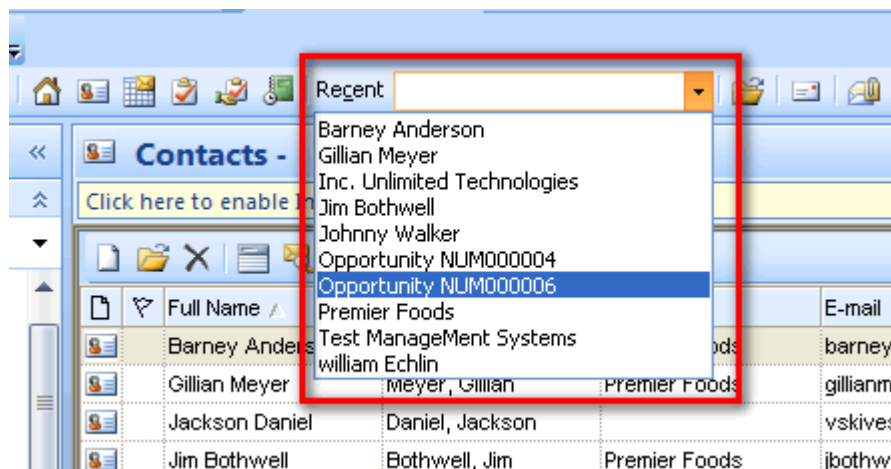 Recent
Barney Anderson
Gillian Meyer
Inc. Unlimited Technologies
Jim Bothwell
Johnny Walker
Opportunity NUM000004
Opportunity NUM000006
Premier Foods
Test ManageMent Systems
william Echlin
Contacts -
Click here to enable
Full Name E-mail
Barney barney
Gillian Meyer Meyer, Gillian Premier Foods gillianm
Jackson Daniel Daniel, Jackson vskives
Jim Bothwell Bothwell, Jim Premier Foods jbothw